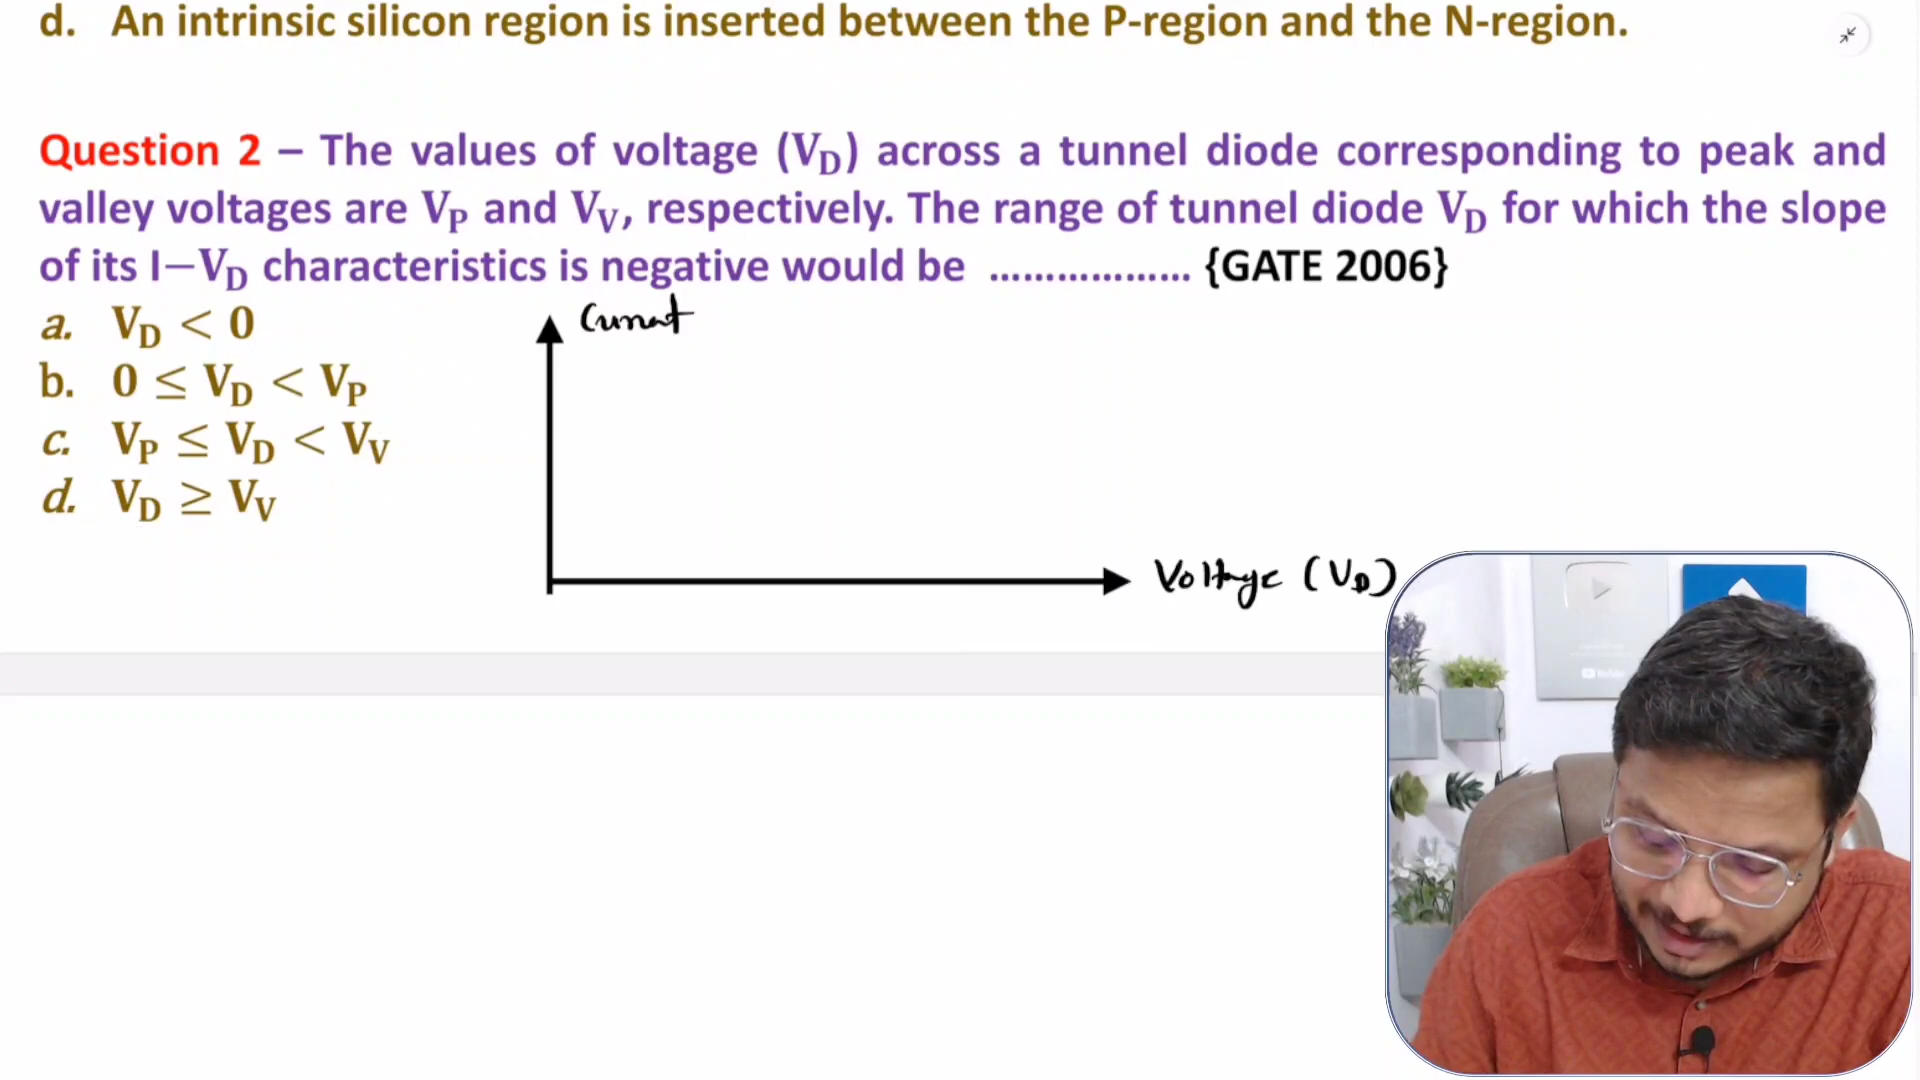 d. An intrinsic silicon region is inserted between the P-region and the N-region.
Question 2 – The values of voltage (V_D) across a tunnel diode corresponding to peak and
valley voltages are V_P and V_V, respectively. The range of tunnel diode V_D for which the slope
of its I−V_D characteristics is negative would be .................. {GATE 2006}
a. V_D < 0
b. 0 ≤ V_D < V_P
c. V_P ≤ V_D < V_V
d. V_D ≥ V_V
Current
Voltage (V_D)